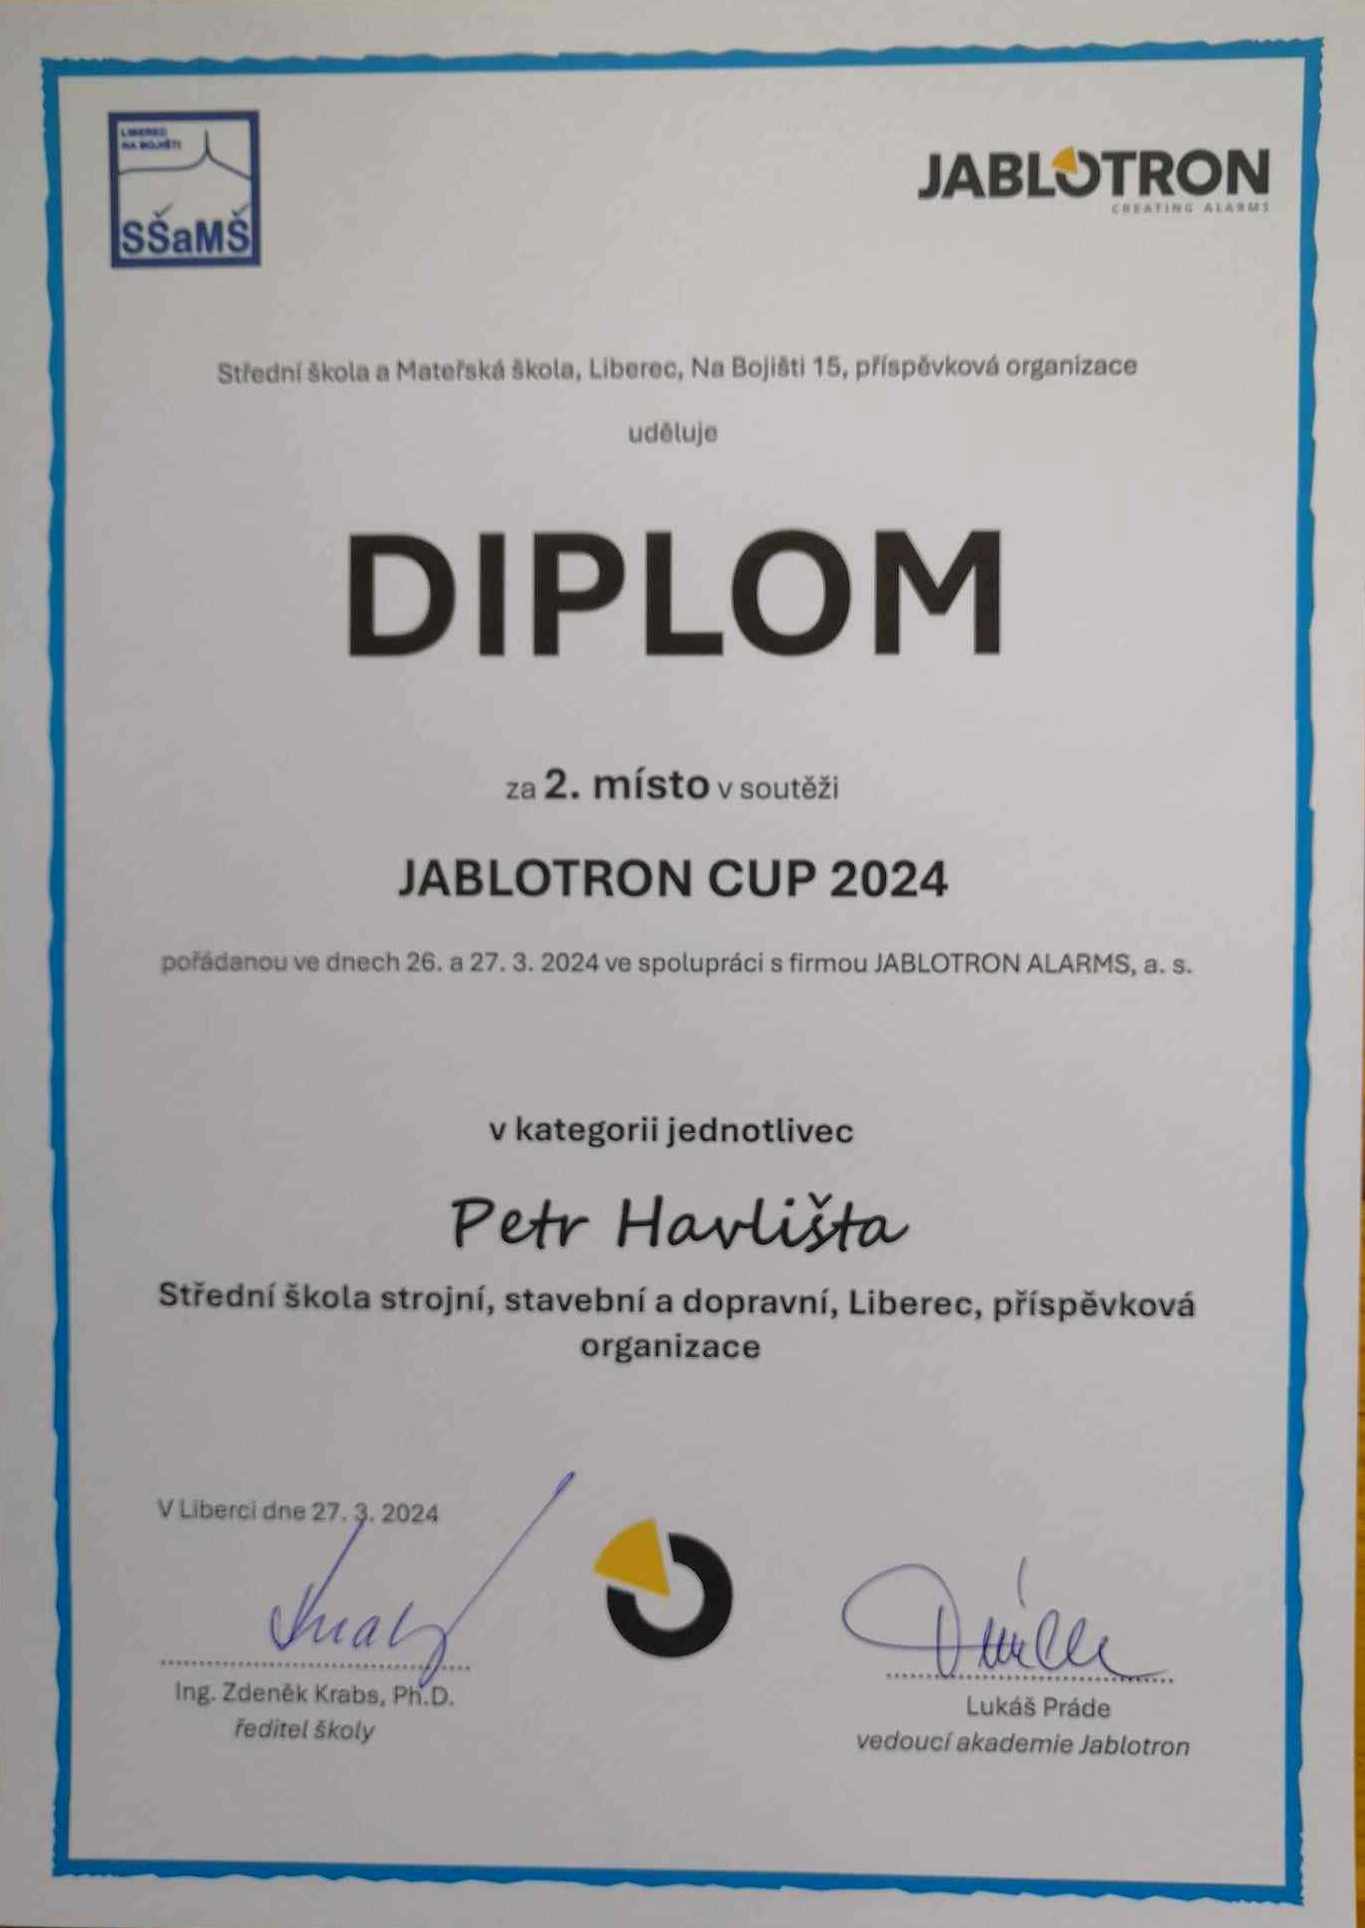 LIBEREC
NA BOJIŠTI
SŠaMŠ
JABLOTRON
CREATING ALARMS
Střední škola a Mateřská škola, Liberec, Na Bojišti 15, příspěvková organizace
uděluje
DIPLOM
za 2. místo v soutěži
JABLOTRON CUP 2024
pořádanou ve dnech 26. a 27. 3. 2024 ve spolupráci s firmou JABLOTRON ALARMS, a. s.
v kategorii jednotlivec
Petr Havlišta
Střední škola strojní, stavební a dopravní, Liberec, příspěvková
organizace
V Liberci dne 27. 3. 2024
Ing. Zdeněk Krabs, Ph.D.
ředitel školy
Lukáš Práde
vedoucí akademie Jablotron